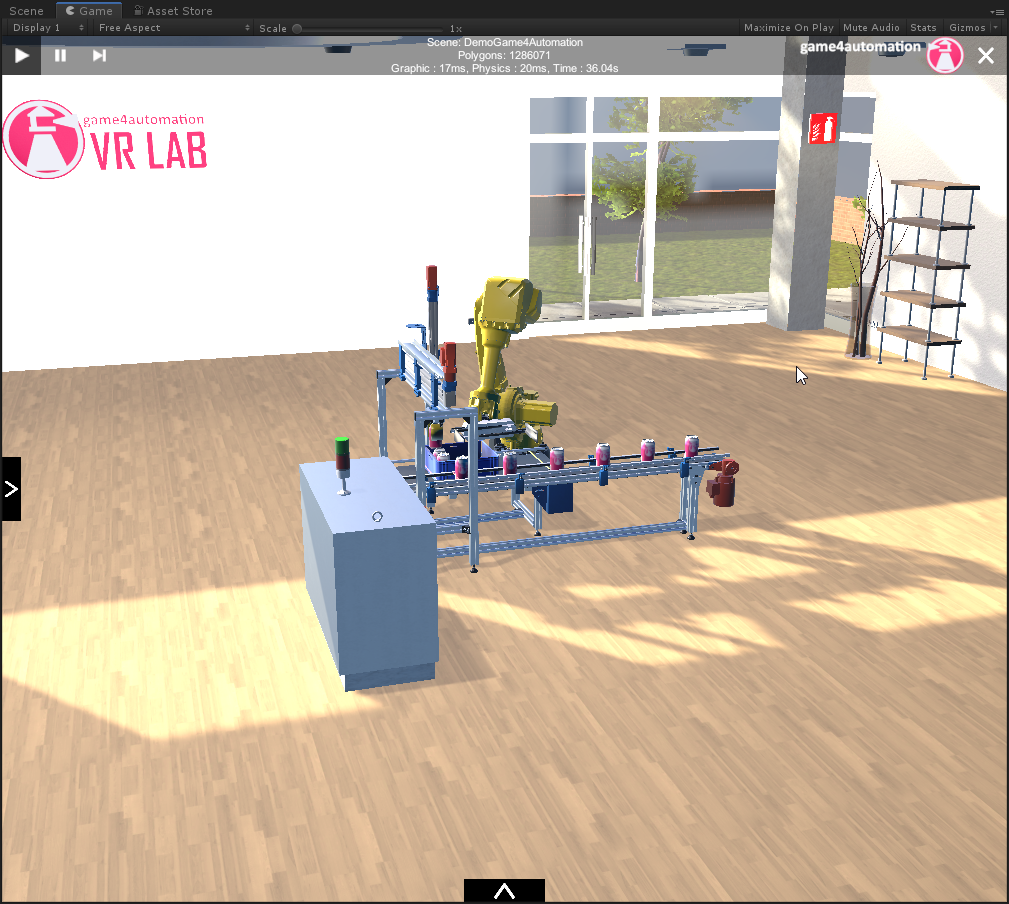 Scene Game Asset Store
Display 1 Free Aspect Scale 1x Maximize On Play Mute Audio Stats Gizmos
Scene: DemoGame4Automation
Polygons: 1286071
Graphic : 17ms, Physics : 20ms, Time : 36.04s
game4automation
game4automation
VR LAB